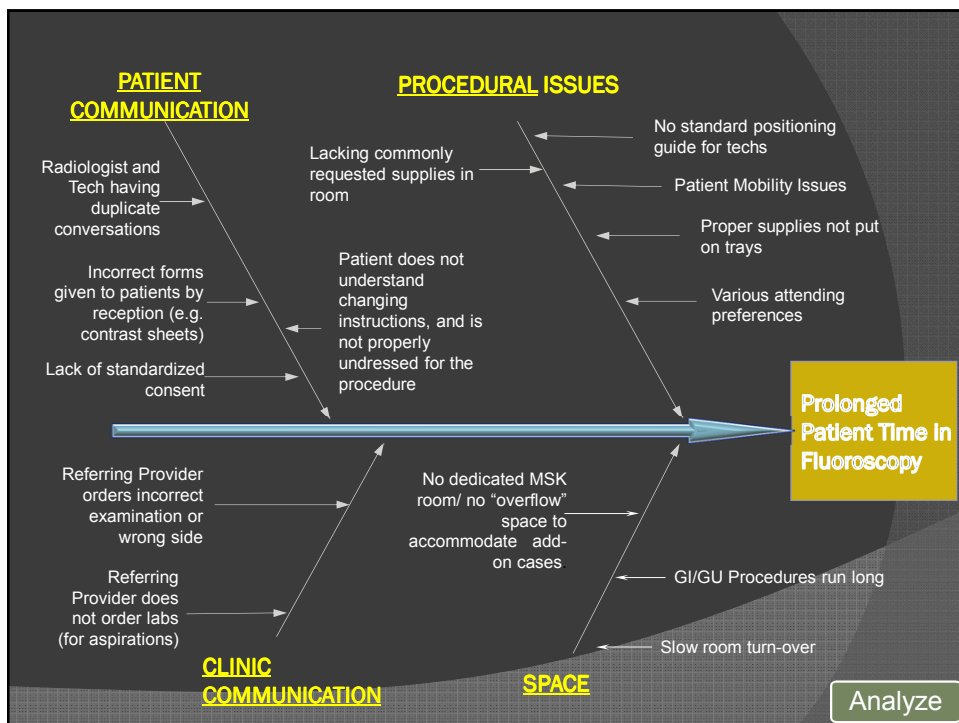 PATIENT
COMMUNICATION
PROCEDURAL ISSUES
Radiologist and
Tech having
duplicate
conversations
Incorrect forms
given to patients by
reception (e.g.
contrast sheets)
Lack of standardized
consent
Patient does not
understand
changing
instructions, and is
not properly
undressed for the
procedure
Lacking commonly
requested supplies in
room
No standard positioning
guide for techs
Patient Mobility Issues
Proper supplies not put
on trays
Various attending
preferences
Prolonged
Patient Time in
Fluoroscopy
Referring Provider
orders incorrect
examination or
wrong side
Referring
Provider does
not order labs
(for aspirations)
No dedicated MSK
room/ no “overflow”
space to
accommodate add-
on cases.
GI/GU Procedures run long
Slow room turn-over
CLINIC
COMMUNICATION
SPACE
Analyze